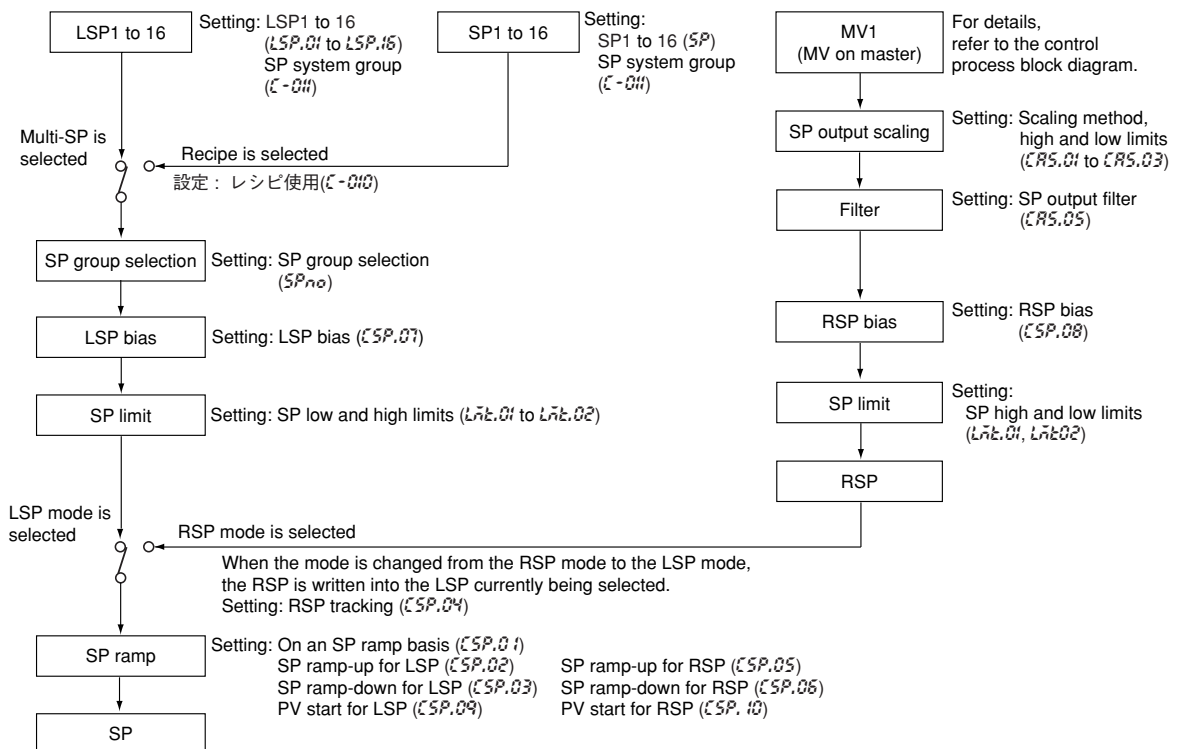 LSP1 to 16
Setting: LSP1 to 16
(LSP.01 to LSP.16)
SP system group
(C-011)
SP1 to 16
Setting:
SP1 to 16 (SP)
SP system group
(C-011)
MV1
(MV on master)
For details,
refer to the control
process block diagram.
Multi-SP is
selected
Recipe is selected
設定： レシピ使用(C-010)
SP output scaling
Setting: Scaling method,
high and low limits
(CAS.01 to CAS.03)
Filter
Setting: SP output filter
(CAS.05)
SP group selection
Setting: SP group selection
(SPno)
LSP bias
Setting: LSP bias (CSP.07)
RSP bias
Setting: RSP bias
(CSP.08)
SP limit
Setting: SP low and high limits (Lmt.01 to Lmt.02)
SP limit
Setting:
SP high and low limits
(Lmt.01, Lmt02)
RSP
LSP mode is
selected
RSP mode is selected
When the mode is changed from the RSP mode to the LSP mode,
the RSP is written into the LSP currently being selected.
Setting: RSP tracking (CSP.04)
SP ramp
Setting: On an SP ramp basis (CSP.01)
SP ramp-up for LSP (CSP.02) SP ramp-up for RSP (CSP.05)
SP ramp-down for LSP (CSP.03) SP ramp-down for RSP (CSP.06)
PV start for LSP (CSP.09) PV start for RSP (CSP.10)
SP